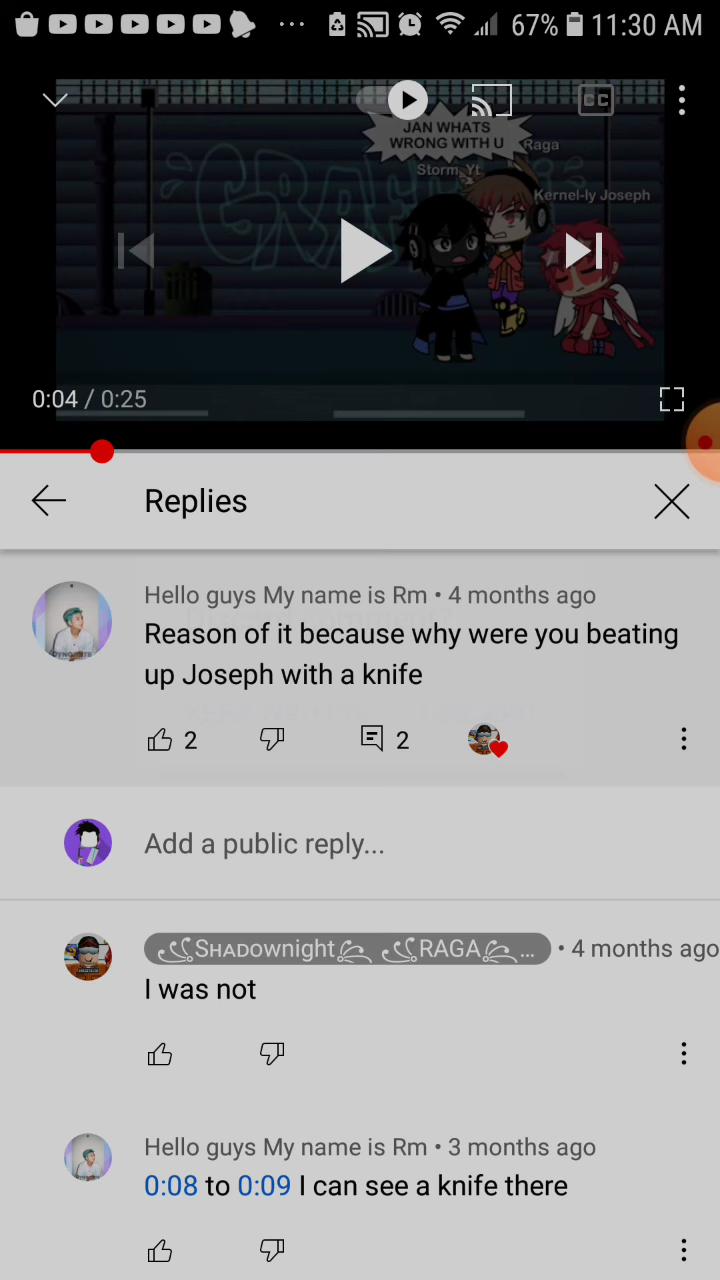 67% 11:30 AM
CC
JAN WHATS
WRONG WITH U
Raga
Storm_Yt
Kernel-ly Joseph
0:04 / 0:25
Replies
Hello guys My name is Rm • 4 months ago
Reason of it because why were you beating
up Joseph with a knife
2 2
Add a public reply...
Sʜᴀᴅownight RAGA ... • 4 months ago
I was not
Hello guys My name is Rm • 3 months ago
0:08 to 0:09 I can see a knife there